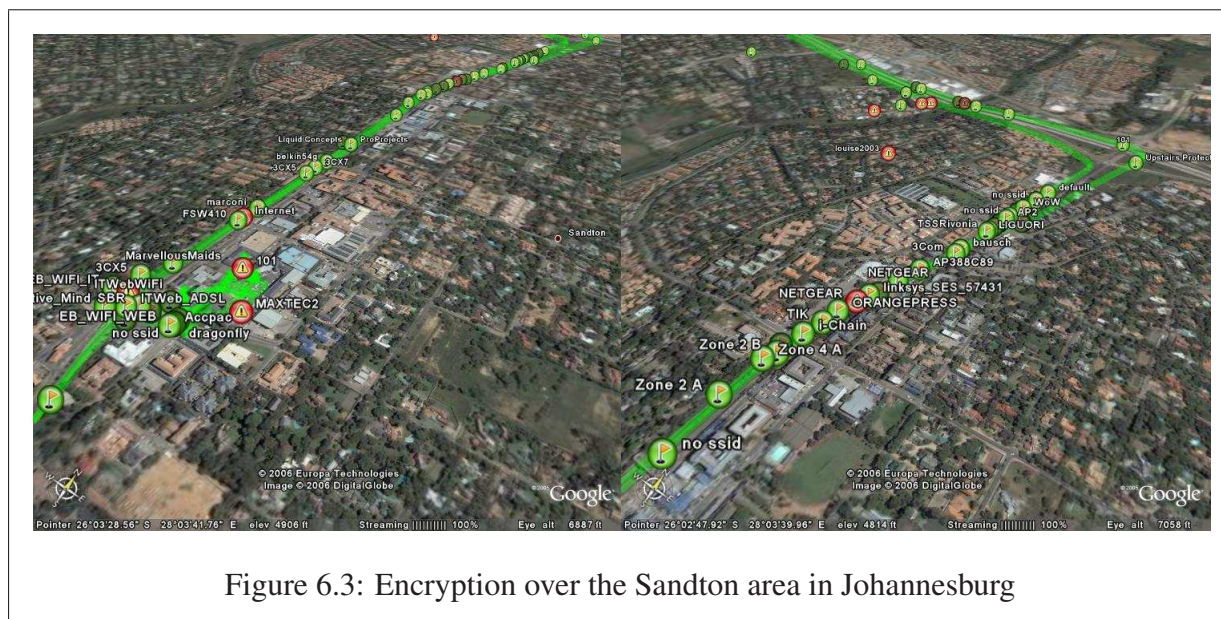 Liquid Concepts
ProProjects
belkin54g
3CX7
3CX5
marconi
Internet
FSW410
Sandton
MarvellousMaids
101
3CX5
EB_WIFI_IT
ITWebWiFi
tive_Mind_SBR
ITWeb_ADSL
MAXTEC2
EB_WIFI_WEB
Accpac
no ssid
dragonfly
© 2006 Europa Technologies
Image © 2006 DigitalGlobe
©2005 Google
Pointer 26°03'28.56" S 28°03'41.76" E elev 4906 ft Streaming |||||||||| 100% Eye alt 6887 ft
101
louise2003
Upstairs Protect
default
no ssid
WoW
no ssid
AP2
TSSRivonia
LIGUORI
bausch
3Com
AP388C89
NETGEAR
linksys_SES_57431
NETGEAR
ORANGEPRESS
TIK
i-Chain
Zone 2 B
Zone 4 A
Zone 2 A
no ssid
© 2006 Europa Technologies
Image © 2006 DigitalGlobe
©2005 Google
Pointer 26°02'47.92" S 28°03'39.96" E elev 4814 ft Streaming |||||||||| 100% Eye alt 7058 ft
Figure 6.3: Encryption over the Sandton area in Johannesburg